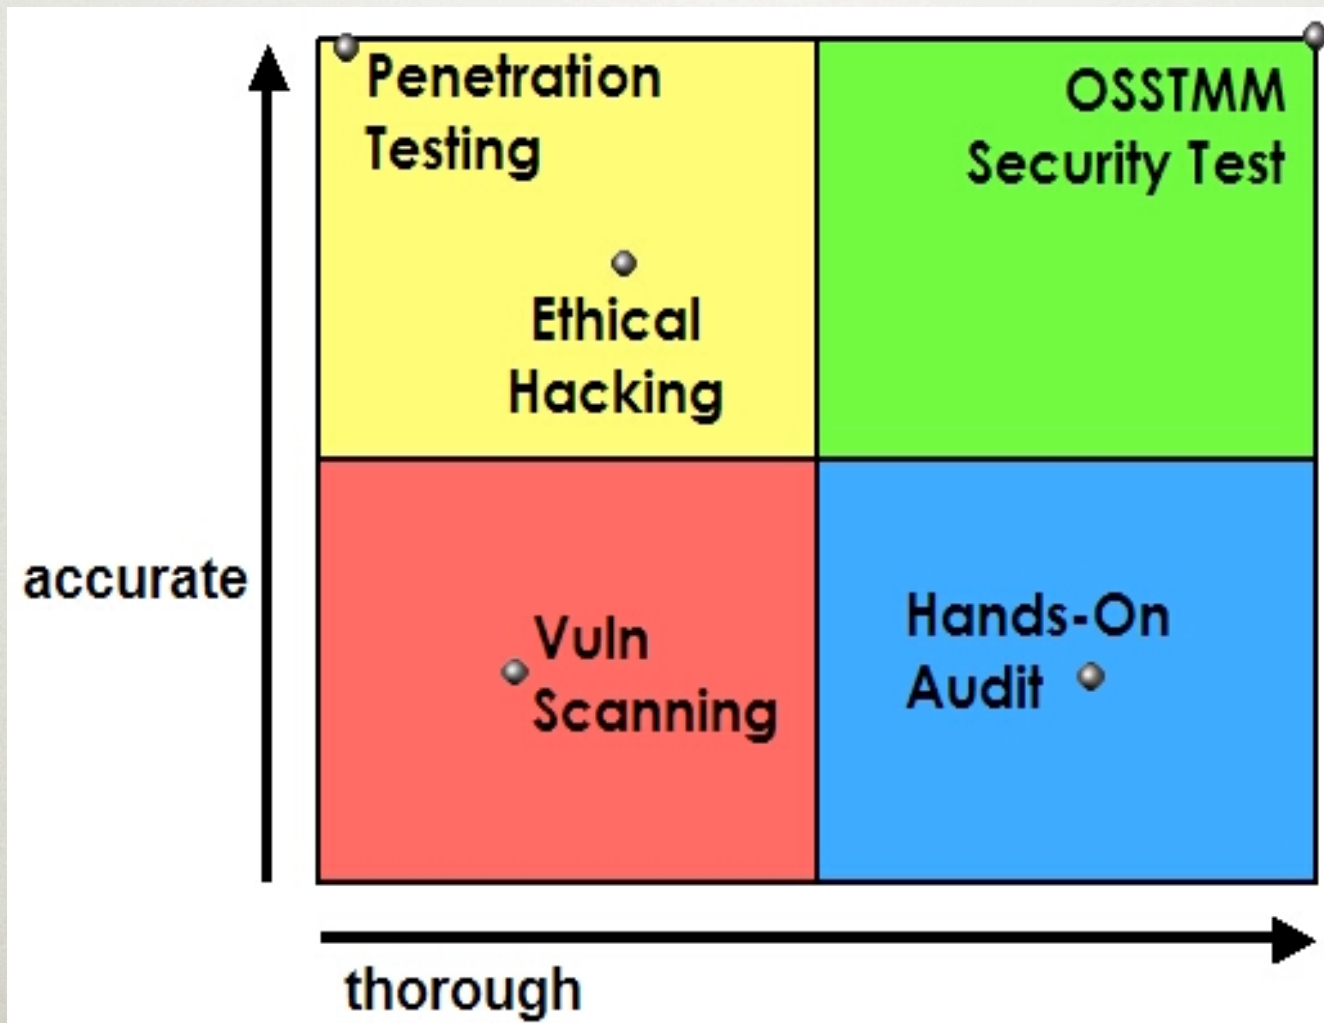 Penetration
Testing
OSSTMM
Security Test
Ethical
Hacking
accurate
Vuln
Scanning
Hands-On
Audit
thorough